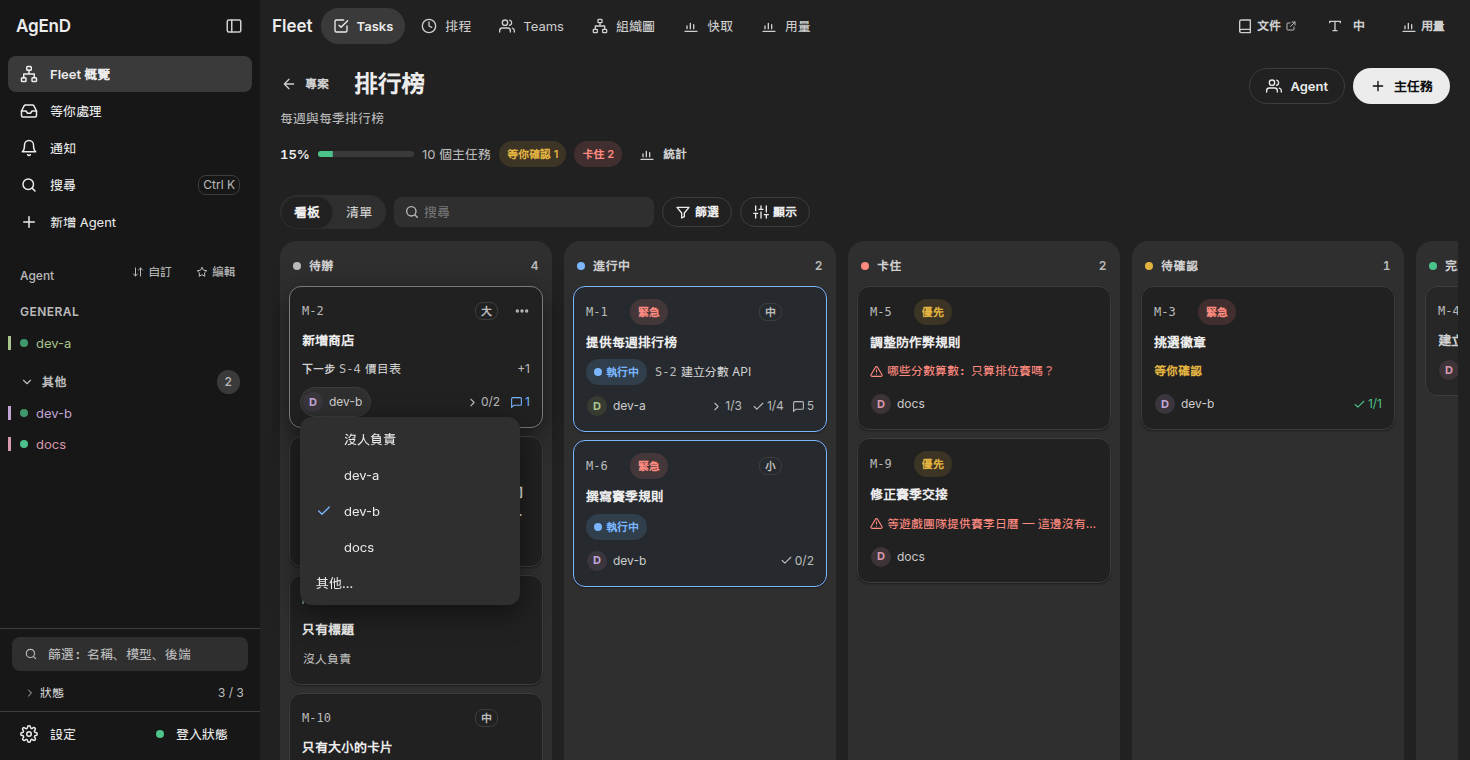 AgEnD
Fleet 概覽
等你處理
通知
搜尋 Ctrl K
新增 Agent
Agent 自訂 編輯
GENERAL
dev-a
其他 2
dev-b
docs
篩選：名稱、模型、後端
狀態 3 / 3
設定 登入狀態
Fleet Tasks 排程 Teams 組織圖 快取 用量 文件 中 用量
專案 排行榜 Agent 主任務
每週與每季排行榜
15% 10 個主任務 等你確認 1 卡住 2 統計
看板 清單 搜尋 篩選 顯示
待辦 4
M-2 大
新增商店
下一步 S-4 價目表 +1
D dev-b 0/2 1
沒人負責
dev-a
dev-b
docs
其他...
只有標題
沒人負責
M-10 中
只有大小的卡片
進行中 2
M-1 緊急 中
提供每週排行榜
執行中 S-2 建立分數 API
D dev-a 1/3 1/4 5
M-6 緊急 小
撰寫賽季規則
執行中
D dev-b 0/2
卡住 2
M-5 優先
調整防作弊規則
哪些分數算數：只算排位賽嗎？
D docs
M-9 優先
修正賽季交接
等遊戲團隊提供賽季日曆 — 這邊沒有...
D docs
待確認 1
M-3 緊急
挑選徽章
等你確認
D dev-b 1/1
完
M-4
建立
D